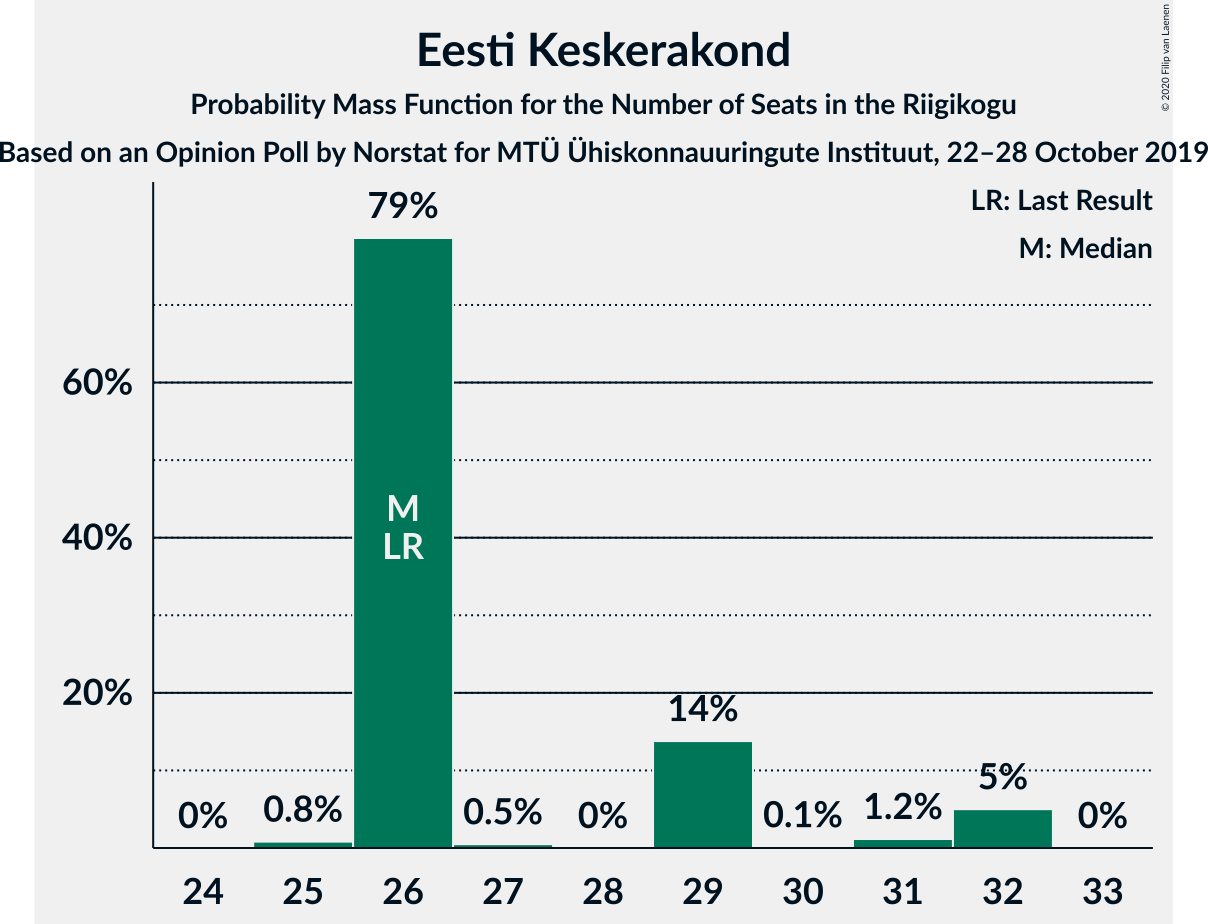 Eesti Keskerakond
Probability Mass Function for the Number of Seats in the Riigikogu
Based on an Opinion Poll by Norstat for MTÜ Ühiskonnauuringute Instituut, 22–28 October 2019
© 2020 Filip van Laenen
LR: Last Result
M: Median
79%
60%
40%
20%
M
LR
0%
0.8%
0.5%
0%
14%
0.1%
1.2%
5%
0%
24 25 26 27 28 29 30 31 32 33